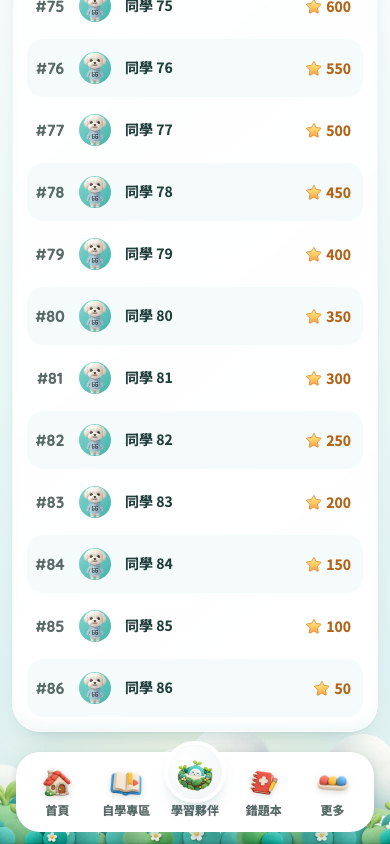 #75 同學 75 600
#76 同學 76 550
#77 同學 77 500
#78 同學 78 450
#79 同學 79 400
#80 同學 80 350
#81 同學 81 300
#82 同學 82 250
#83 同學 83 200
#84 同學 84 150
#85 同學 85 100
#86 同學 86 50
首頁 自學專區 學習夥伴 錯題本 更多